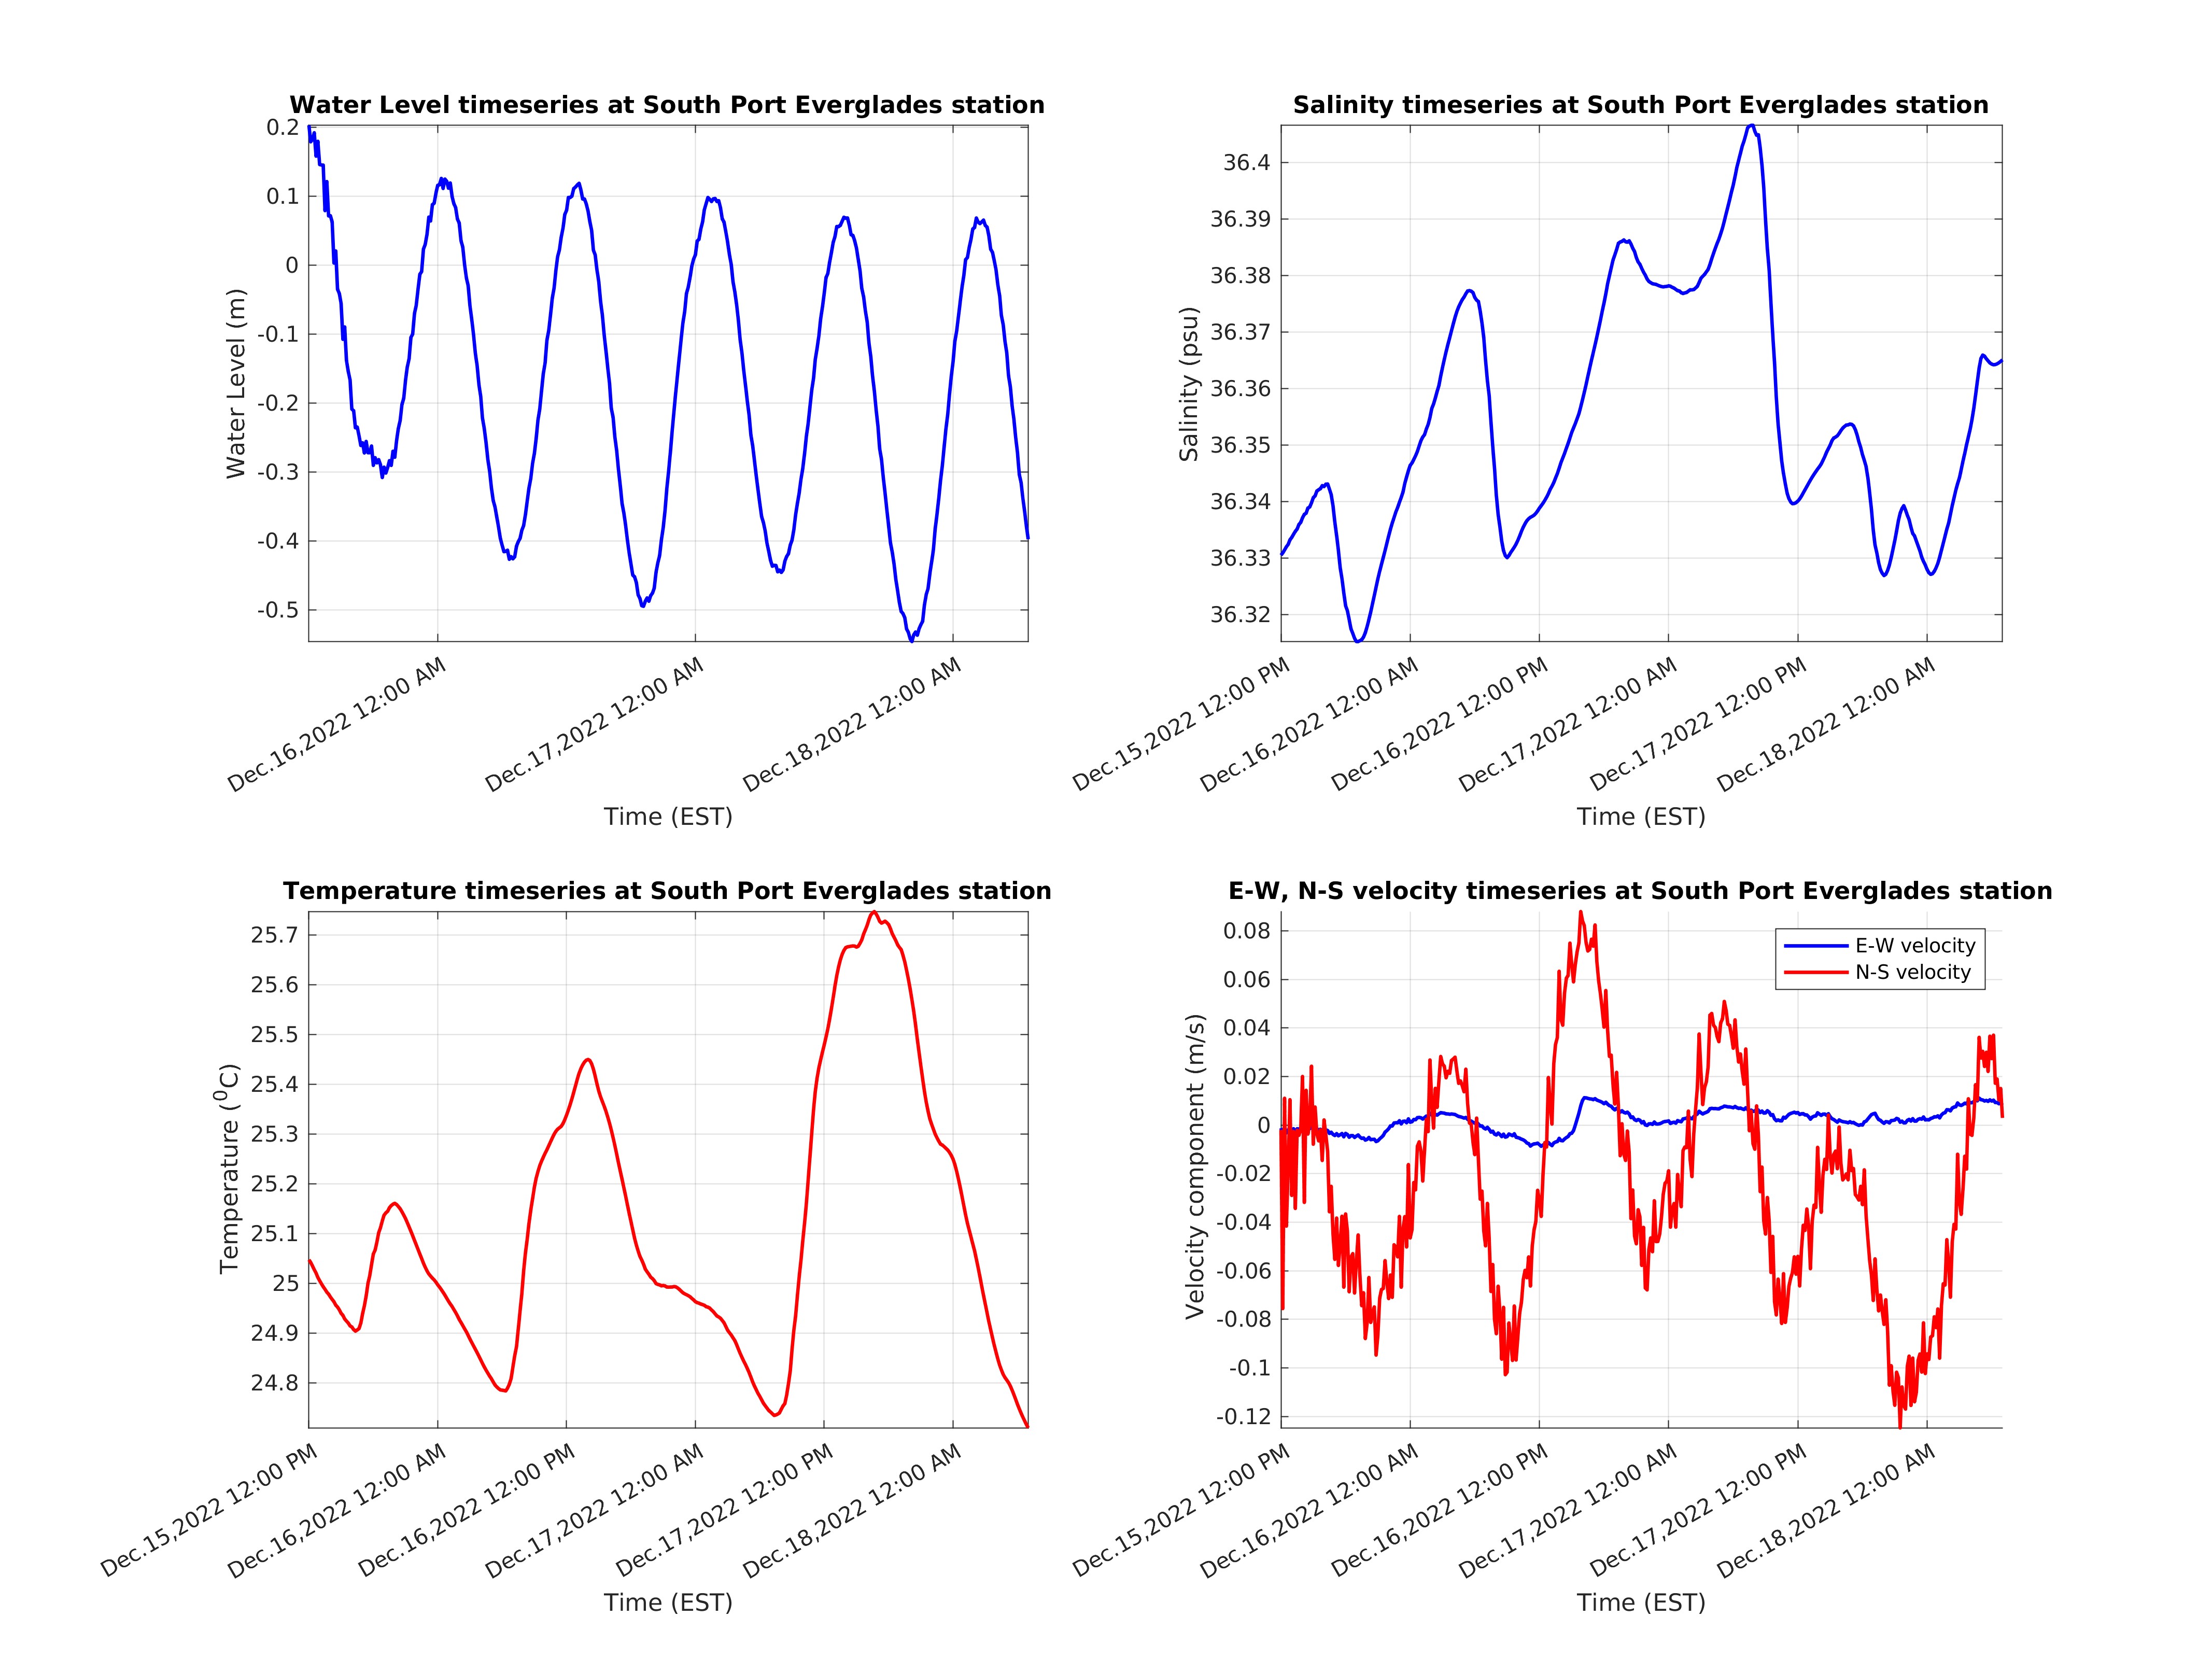 Water Level timeseries at South Port Everglades station
0.2
0.1
0
-0.1
-0.2
-0.3
-0.4
-0.5
Water Level (m)
Dec.16,2022 12:00 AM
Dec.17,2022 12:00 AM
Dec.18,2022 12:00 AM
Time (EST)
Salinity timeseries at South Port Everglades station
36.4
36.39
36.38
36.37
36.36
36.35
36.34
36.33
36.32
Salinity (psu)
Dec.15,2022 12:00 PM
Dec.16,2022 12:00 AM
Dec.16,2022 12:00 PM
Dec.17,2022 12:00 AM
Dec.17,2022 12:00 PM
Dec.18,2022 12:00 AM
Time (EST)
Temperature timeseries at South Port Everglades station
25.7
25.6
25.5
25.4
25.3
25.2
25.1
25
24.9
24.8
Temperature (⁰C)
Dec.15,2022 12:00 PM
Dec.16,2022 12:00 AM
Dec.16,2022 12:00 PM
Dec.17,2022 12:00 AM
Dec.17,2022 12:00 PM
Dec.18,2022 12:00 AM
Time (EST)
E-W, N-S velocity timeseries at South Port Everglades station
0.08
0.06
0.04
0.02
0
-0.02
-0.04
-0.06
-0.08
-0.1
-0.12
Velocity component (m/s)
E-W velocity
N-S velocity
Dec.15,2022 12:00 PM
Dec.16,2022 12:00 AM
Dec.16,2022 12:00 PM
Dec.17,2022 12:00 AM
Dec.17,2022 12:00 PM
Dec.18,2022 12:00 AM
Time (EST)